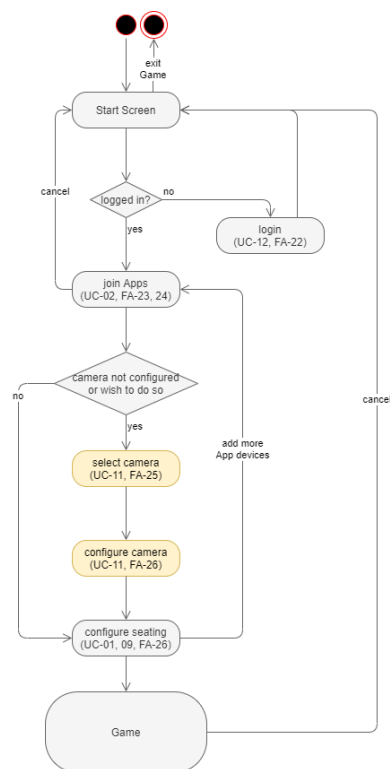 exit
Game
Start Screen
cancel
logged in?
no
login
(UC-12, FA-22)
yes
join Apps
(UC-02, FA-23, 24)
camera not configured
or wish to do so
no
cancel
yes
add more
App devices
select camera
(UC-11, FA-25)
configure camera
(UC-11, FA-26)
configure seating
(UC-01, 09, FA-26)
Game